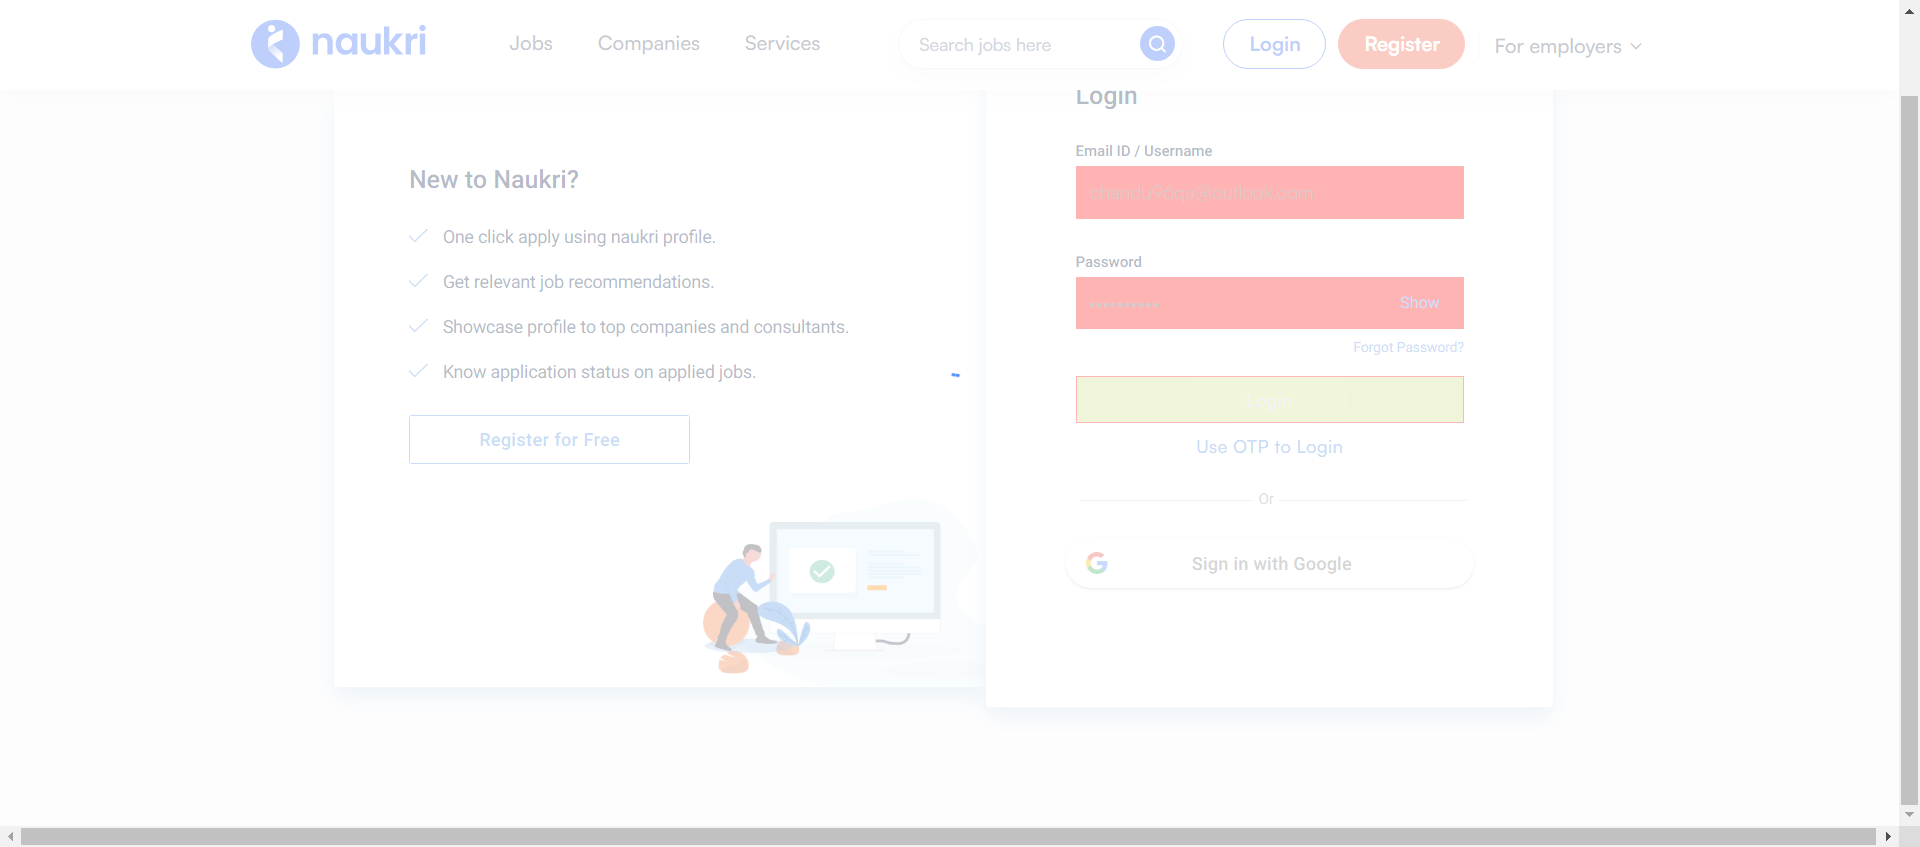 naukri
Jobs
Companies
Services
Search jobs here
Login
Register
For employers
Login
New to Naukri?
One click apply using naukri profile.
Get relevant job recommendations.
Showcase profile to top companies and consultants.
Know application status on applied jobs.
Register for Free
Email ID / Username
chanda96qa@outlook.com
Password
Show
Forgot Password?
Login
Use OTP to Login
Or
Sign in with Google